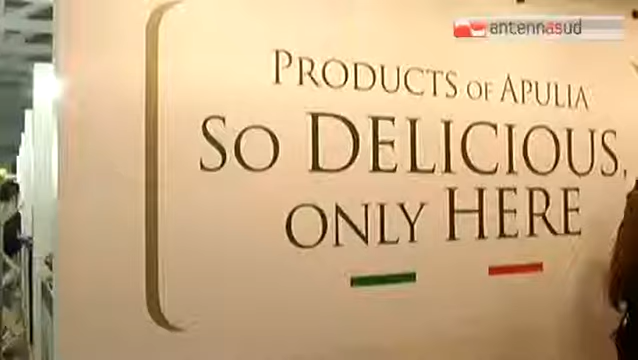 antennasud
PRODUCTS OF APULIA
SO DELICIOUS,
ONLY HERE